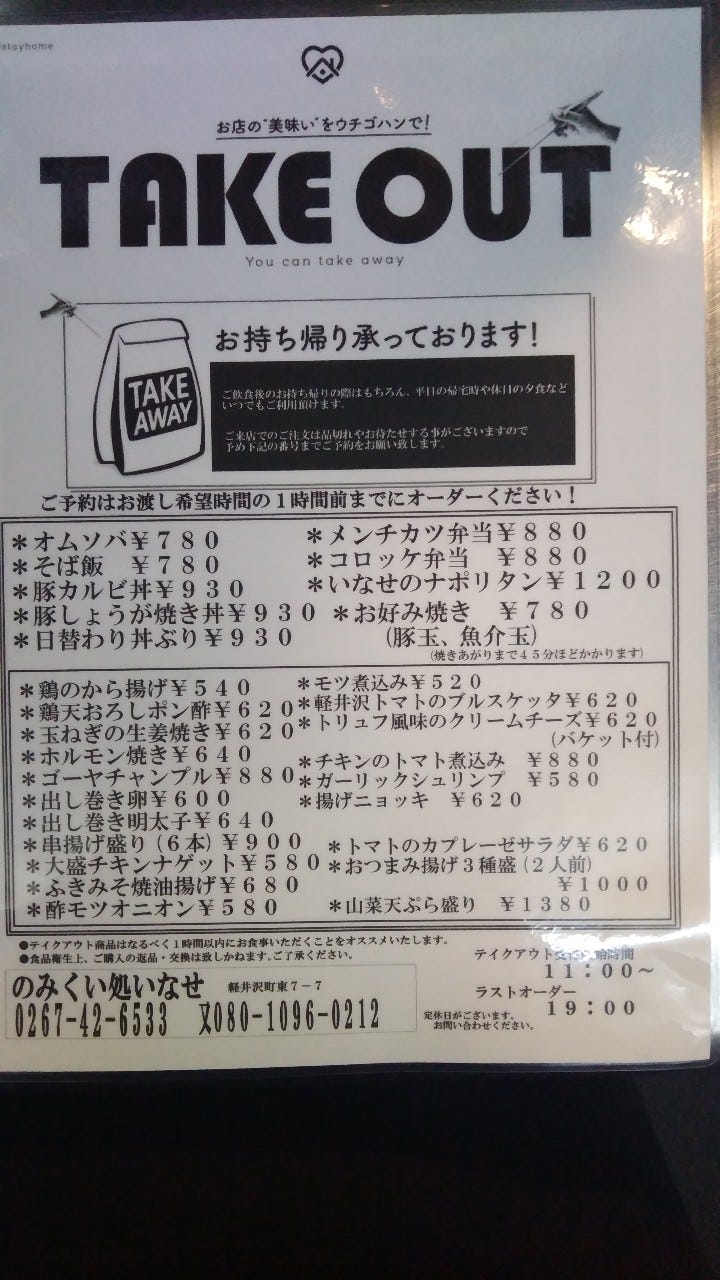 #stayhome
お店の"美味い"をウチゴハンで!
TAKE OUT
You can take away
TAKE
AWAY
お持ち帰り承っております!
ご飲食後のお持ち帰りの際はもちろん、平日の帰宅時や休日の夕食など
いつでもご利用頂けます。
ご来店でのご注文は品切れやお待たせする事がございますので
予め下記の番号までご予約をお願い致します。
ご予約はお渡し希望時間の1時間前までにオーダーください!
*オムソバ¥780
*そば飯 ¥780
*豚カルビ丼¥930
*豚しょうが焼き丼¥930
*日替わり丼ぶり¥930
*メンチカツ弁当¥880
*コロッケ弁当 ¥880
*いなせのナポリタン¥1200
*お好み焼き ¥780
(豚玉、魚介玉)
(焼きあがりまで45分ほどかかります)
*鶏のから揚げ¥540
*鶏天おろしポン酢¥620
*玉ねぎの生姜焼き¥620
*ホルモン焼き¥640
*ゴーヤチャンプル¥880
*出し巻き卵¥600
*出し巻き明太子¥640
*串揚げ盛り(6本)¥900
*大盛チキンナゲット¥580
*ふきみそ焼油揚げ¥680
*酢モツオニオン¥580
*モツ煮込み¥520
*軽井沢トマトのブルスケッタ¥620
*トリュフ風味のクリームチーズ¥620
(バケット付)
*チキンのトマト煮込み ¥880
*ガーリックシュリンプ ¥580
*揚げニョッキ ¥620
*トマトのカプレーゼサラダ¥620
*おつまみ揚げ3種盛(2人前)
¥1000
*山菜天ぷら盛り ¥1380
●テイクアウト商品はなるべく1時間以内にお食事いただくことをオススメいたします。
●食品衛生上、ご購入の返品・交換は致しかねます。ご了承ください。
のみくい処いなせ 軽井沢町東7-7
0267-42-6533 又080-1096-0212
テイクアウト
時間
11:00~
ラストオーダー
19:00
定休日がございます。
お問い合わせください。